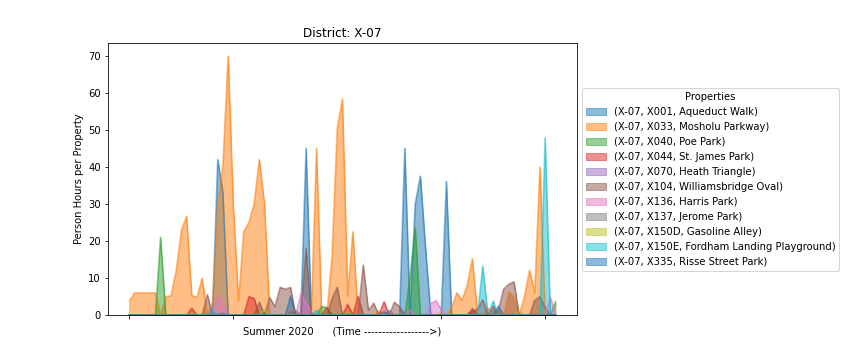 District: X-07
70
60
50
40
30
20
10
0
Person Hours per Property
Summer 2020 (Time ------------------>)
Properties
(X-07, X001, Aqueduct Walk)
(X-07, X033, Mosholu Parkway)
(X-07, X040, Poe Park)
(X-07, X044, St. James Park)
(X-07, X070, Heath Triangle)
(X-07, X104, Williamsbridge Oval)
(X-07, X136, Harris Park)
(X-07, X137, Jerome Park)
(X-07, X150D, Gasoline Alley)
(X-07, X150E, Fordham Landing Playground)
(X-07, X335, Risse Street Park)